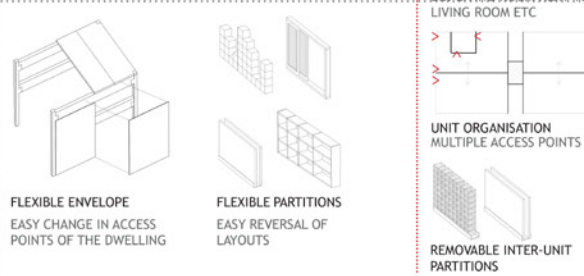 FLEXIBLE ENVELOPE
EASY CHANGE IN ACCESS
POINTS OF THE DWELLING
FLEXIBLE PARTITIONS
EASY REVERSAL OF
LAYOUTS
LIVING ROOM ETC
UNIT ORGANISATION
MULTIPLE ACCESS POINTS
REMOVABLE INTER-UNIT
PARTITIONS